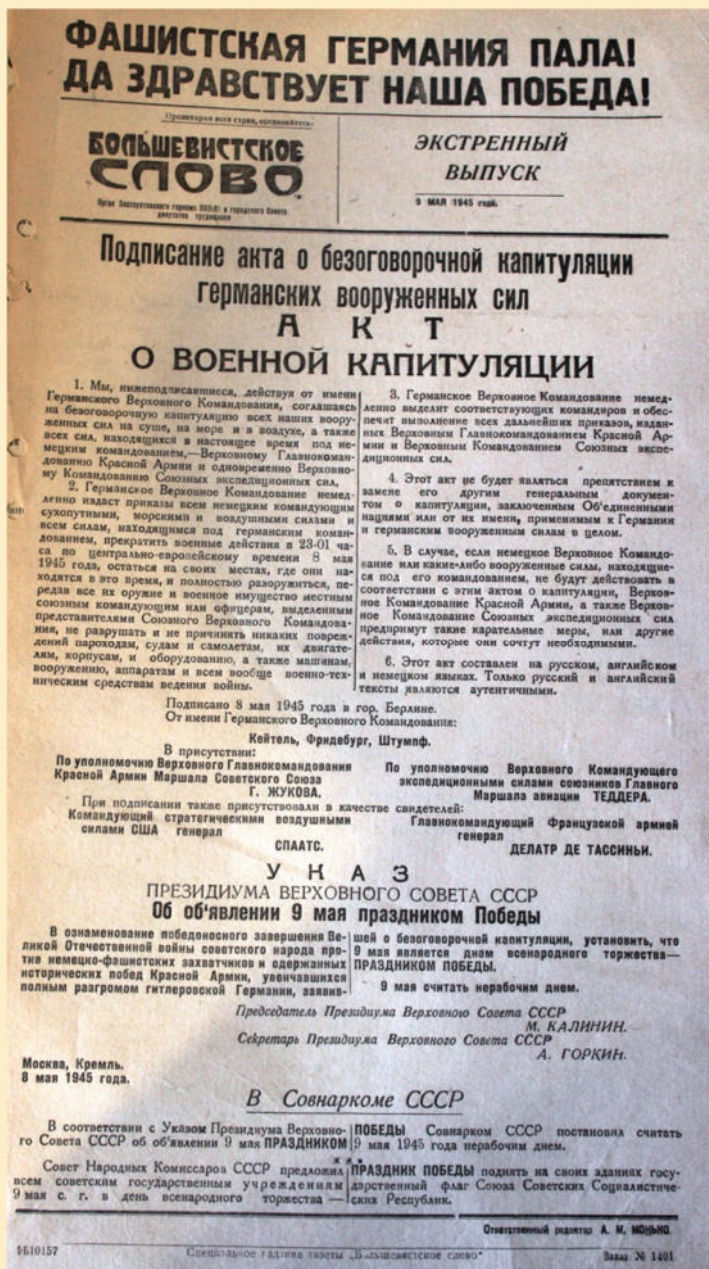 ФАШИСТСКАЯ ГЕРМАНИЯ ПАЛА!
ДА ЗДРАВСТВУЕТ НАША ПОБЕДА!
Пролетарии всех стран, соединяйтесь!
БОЛЬШЕВИСТСКОЕ
СЛОВО
Орган горкома ВКП(б) и городского Совета
депутатов трудящихся
ЭКСТРЕННЫЙ
ВЫПУСК
9 МАЯ 1945 года.
Подписание акта о безоговорочной капитуляции
германских вооруженных сил
АКТ
О ВОЕННОЙ КАПИТУЛЯЦИИ
1. Мы, нижеподписавшиеся, действуя от имени
Германского Верховного Командования, соглашаясь
на безоговорочную капитуляцию всех наших воору-
женных сил на суше, на море и в воздухе, а также
всех сил, находящихся в настоящее время под не-
мецким командованием,—Верховному Главнокоман-
дованию Красной Армии и одновременно Верховно-
му Командованию Союзных экспедиционных сил.
2. Германское Верховное Командование немед-
ленно издаст приказы всем немецким командующим
сухопутными, морскими и воздушными силами и
всем силам, находящимся под германским коман-
дованием, прекратить военные действия в 23-01 ча-
са по центрально-европейскому времени 8 мая
1945 года, остаться на своих местах, где они на-
ходятся в это время, и полностью разоружиться, пе-
редав все их оружие и военное имущество местным
союзным командующим или офицерам, выделенным
представителями Союзного Верховного Командова-
ния, не разрушать и не причинять никаких повреж-
дений пароходам, судам и самолетам, их двигате-
лям, корпусам, и оборудованию, а также машинам,
вооружению, аппаратам и всем вообще военно-тех-
ническим средствам ведения войны.
3. Германское Верховное Командование немед-
ленно выделит соответствующих командиров и обес-
печит выполнение всех дальнейших приказов, издан-
ных Верховным Главнокомандованием Красной Ар-
мии и Верховным Командованием Союзных экспе-
диционных сил.
4. Этот акт не будет являться препятствием к
замене его другим генеральным докумен-
том о капитуляции, заключенным Об'единенными
нациями или от их имени, применимым к Германии
и германским вооруженным силам в целом.
5. В случае, если немецкое Верховное Командо-
вание или какие-либо вооруженные силы, находящие-
ся под его командованием, не будут действовать в
соответствии с этим актом о капитуляции, Верхов-
ное Командование Красной Армии, а также Верхов-
ное Командование Союзных экспедиционных сил
предпримут такие карательные меры, или другие
действия, которые они сочтут необходимыми.
6. Этот акт составлен на русском, английском
и немецком языках. Только русский и английский
тексты являются аутентичными.
Подписано 8 мая 1945 года в гор. Берлине.
От имени Германского Верховного Командования:
Кейтель, Фридебург, Штумпф.
В присутствии:
По уполномочию Верховного Главнокомандования
Красной Армии Маршала Советского Союза
Г. ЖУКОВА.
По уполномочию Верховного Командующего
экспедиционными силами союзников Главного
Маршала авиации ТЕДДЕРА.
При подписании также присутствовали в качестве свидетелей:
Командующий стратегическими воздушными
силами США генерал
СПААТС.
Главнокомандующий Французской армией
генерал
ДЕЛАТР ДЕ ТАССИНЬИ.
УКАЗ
ПРЕЗИДИУМА ВЕРХОВНОГО СОВЕТА СССР
Об об'явлении 9 мая праздником Победы
В ознаменование победоносного завершения Ве-
ликой Отечественной войны советского народа про-
тив немецко-фашистских захватчиков и одержанных
исторических побед Красной Армии, увенчавшихся
полным разгромом гитлеровской Германии, заявив-
шей о безоговорочной капитуляции, установить, что
9 мая является днем всенародного торжества—
ПРАЗДНИКОМ ПОБЕДЫ.
9 мая считать нерабочим днем.
Председатель Президиума Верховного Совета СССР
М. КАЛИНИН.
Секретарь Президиума Верховного Совета СССР
А. ГОРКИН.
Москва, Кремль.
8 мая 1945 года.
В Совнаркоме СССР
В соответствии с Указом Президиума Верховно-
го Совета СССР об об'явлении 9 мая ПРАЗДНИКОМ
ПОБЕДЫ Совнарком СССР постановил считать
9 мая 1945 года нерабочим днем.
* * *
Совет Народных Комиссаров СССР предложил
всем советским государственным учреждениям
9 мая с. г. в день всенародного торжества —
ПРАЗДНИК ПОБЕДЫ поднять на своих зданиях госу-
дарственный флаг Союза Советских Социалистиче-
ских Республик.
Ответственный редактор А. М. МОНЬКО.
ФБ10157
Специальное издание газеты „Большевистское слово"
Заказ № 1401